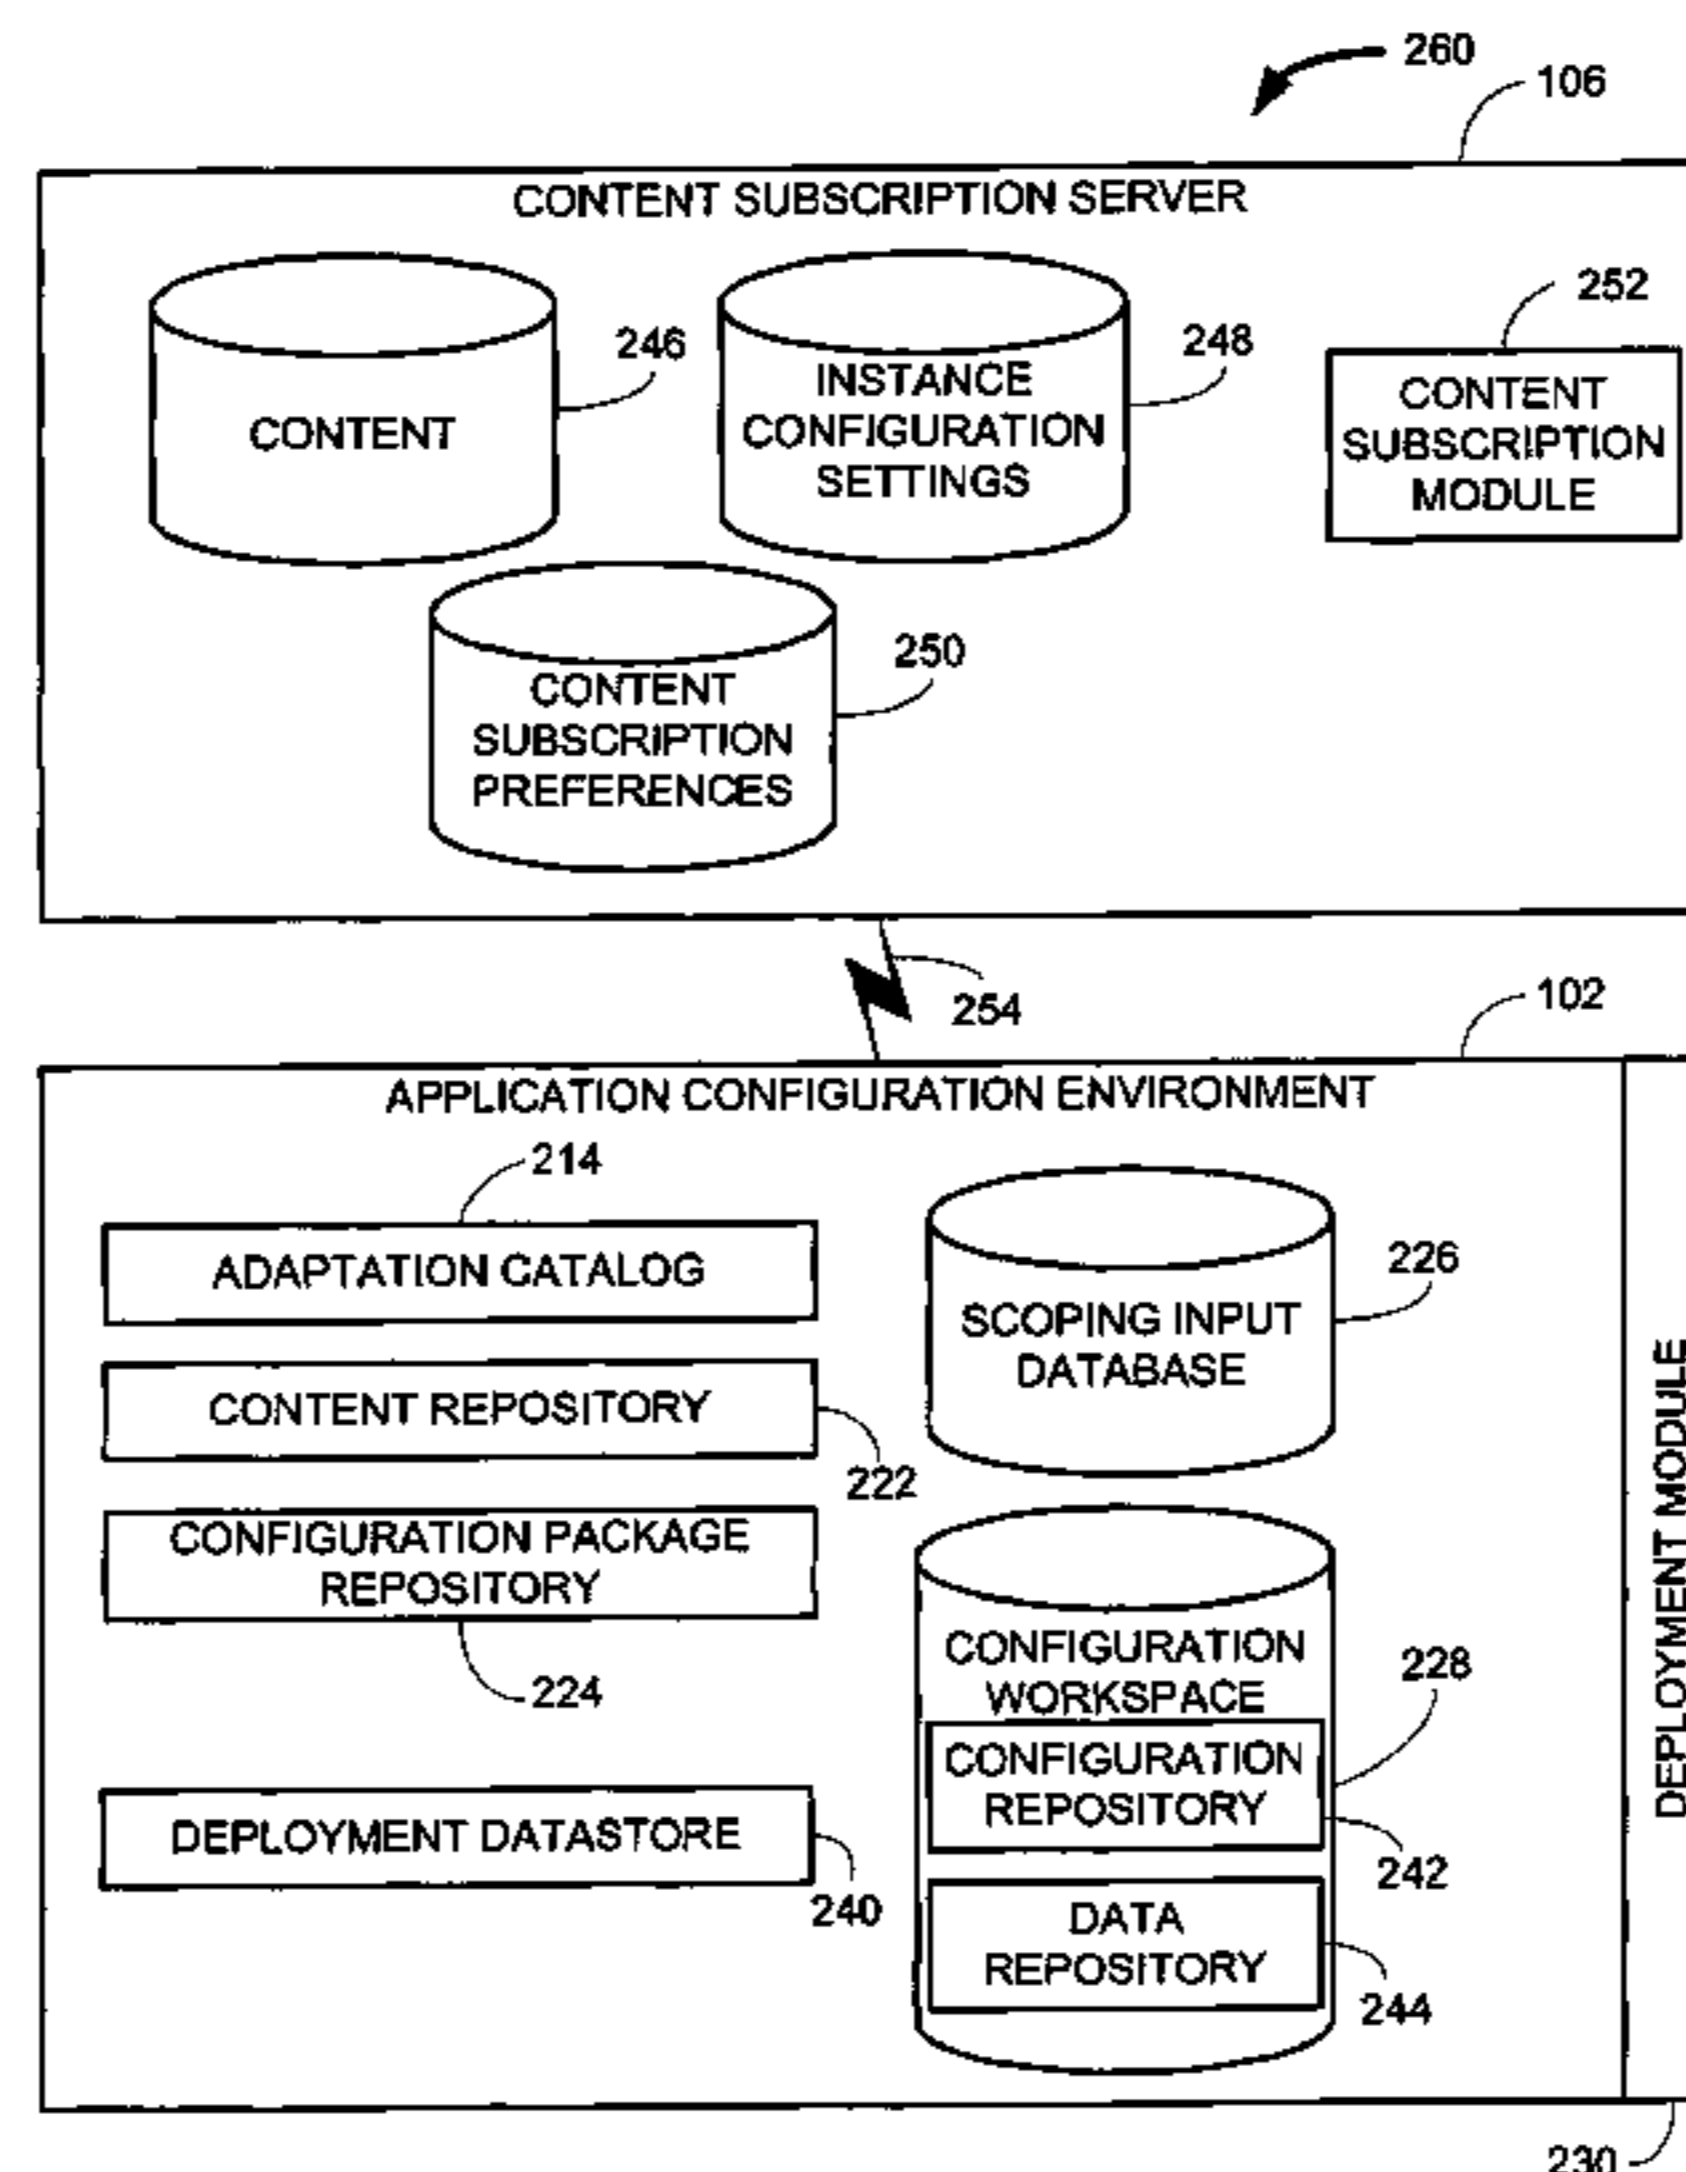 260
106
CONTENT SUBSCRIPTION SERVER
252
246
248
CONTENT
INSTANCE
CONFIGURATION
SETTINGS
CONTENT
SUBSCRIPTION
MODULE
250
CONTENT
SUBSCRIPTION
PREFERENCES
254
102
APPLICATION CONFIGURATION ENVIRONMENT
214
ADAPTATION CATALOG
226
SCOPING INPUT
DATABASE
CONTENT REPOSITORY
222
CONFIGURATION PACKAGE
REPOSITORY
224
CONFIGURATION
WORKSPACE
228
CONFIGURATION
REPOSITORY
242
DEPLOYMENT DATASTORE
240
DATA
REPOSITORY
244
DEPLOYMENT MODULE
230